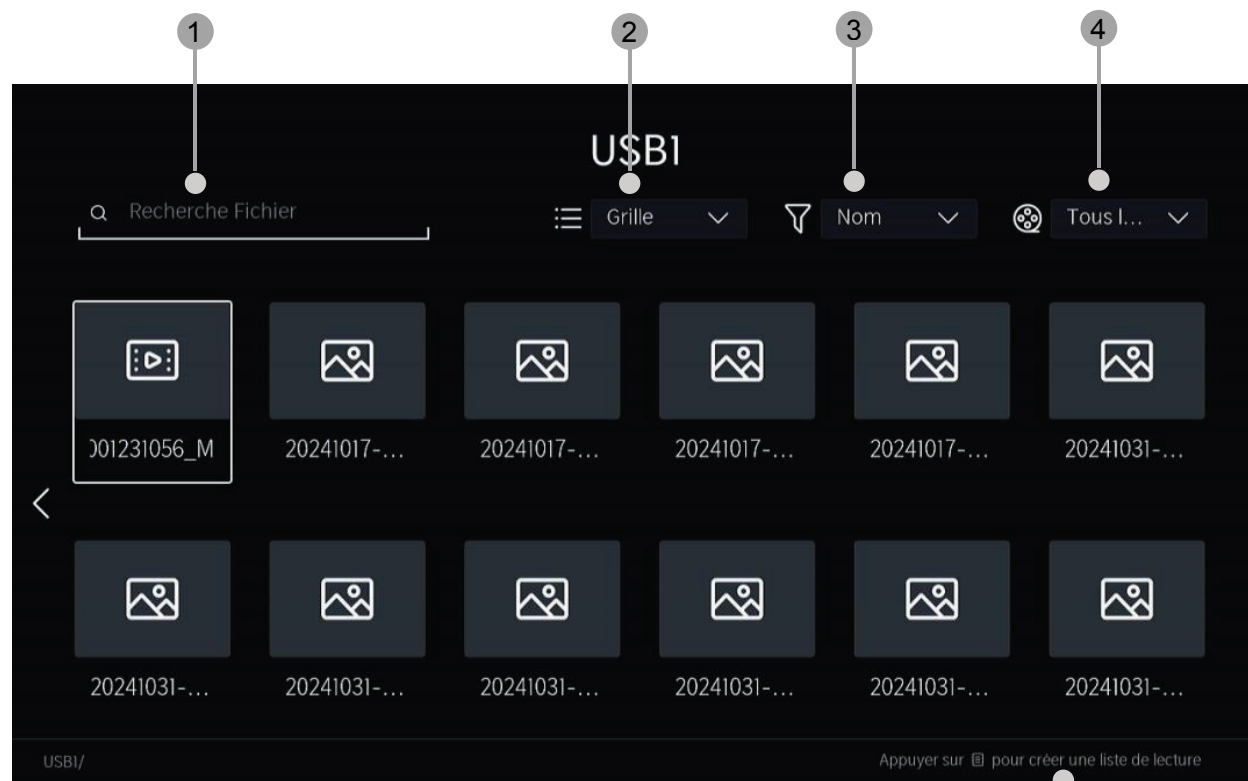 1 2 3 4
USB1
Recherche Fichier Grille Nom Tous l...
001231056_M 20241017-... 20241017-... 20241017-... 20241017-... 20241031-...
20241031-... 20241031-... 20241031-... 20241031-... 20241031-... 20241031-...
USB1/ Appuyer sur pour créer une liste de lecture